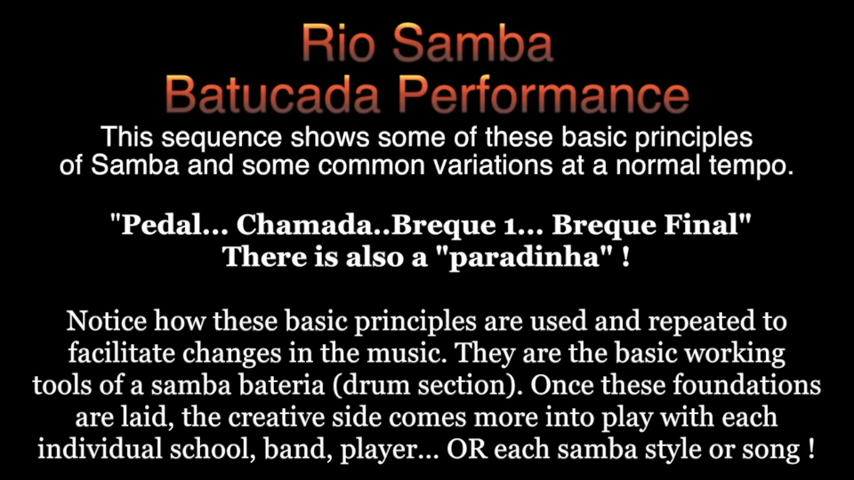 Rio Samba
Batucada Performance
This sequence shows some of these basic principles
of Samba and some common variations at a normal tempo.
"Pedal... Chamada..Breque 1... Breque Final"
There is also a "paradinha" !
Notice how these basic principles are used and repeated to
facilitate changes in the music. They are the basic working
tools of a samba bateria (drum section). Once these foundations
are laid, the creative side comes more into play with each
individual school, band, player... OR each samba style or song !